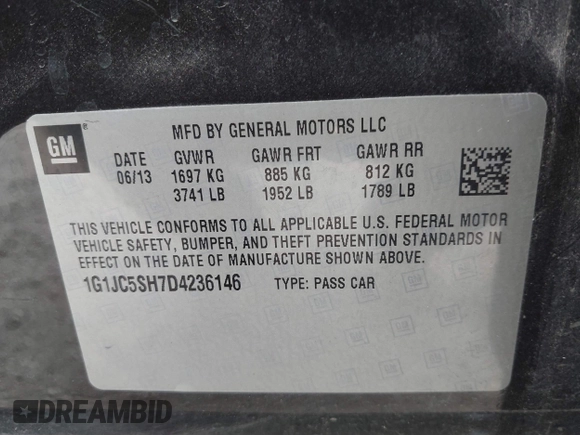 GM ®
MFD BY GENERAL MOTORS LLC
DATE GVWR GAWR FRT GAWR RR
06/13 1697 KG 885 KG 812 KG
3741 LB 1952 LB 1789 LB
THIS VEHICLE CONFORMS TO ALL APPLICABLE U.S. FEDERAL MOTOR
VEHICLE SAFETY, BUMPER, AND THEFT PREVENTION STANDARDS IN
EFFECT ON THE DATE OF MANUFACTURE SHOWN ABOVE.
1G1JC5SH7D4236146 TYPE: PASS CAR
DREAMBID